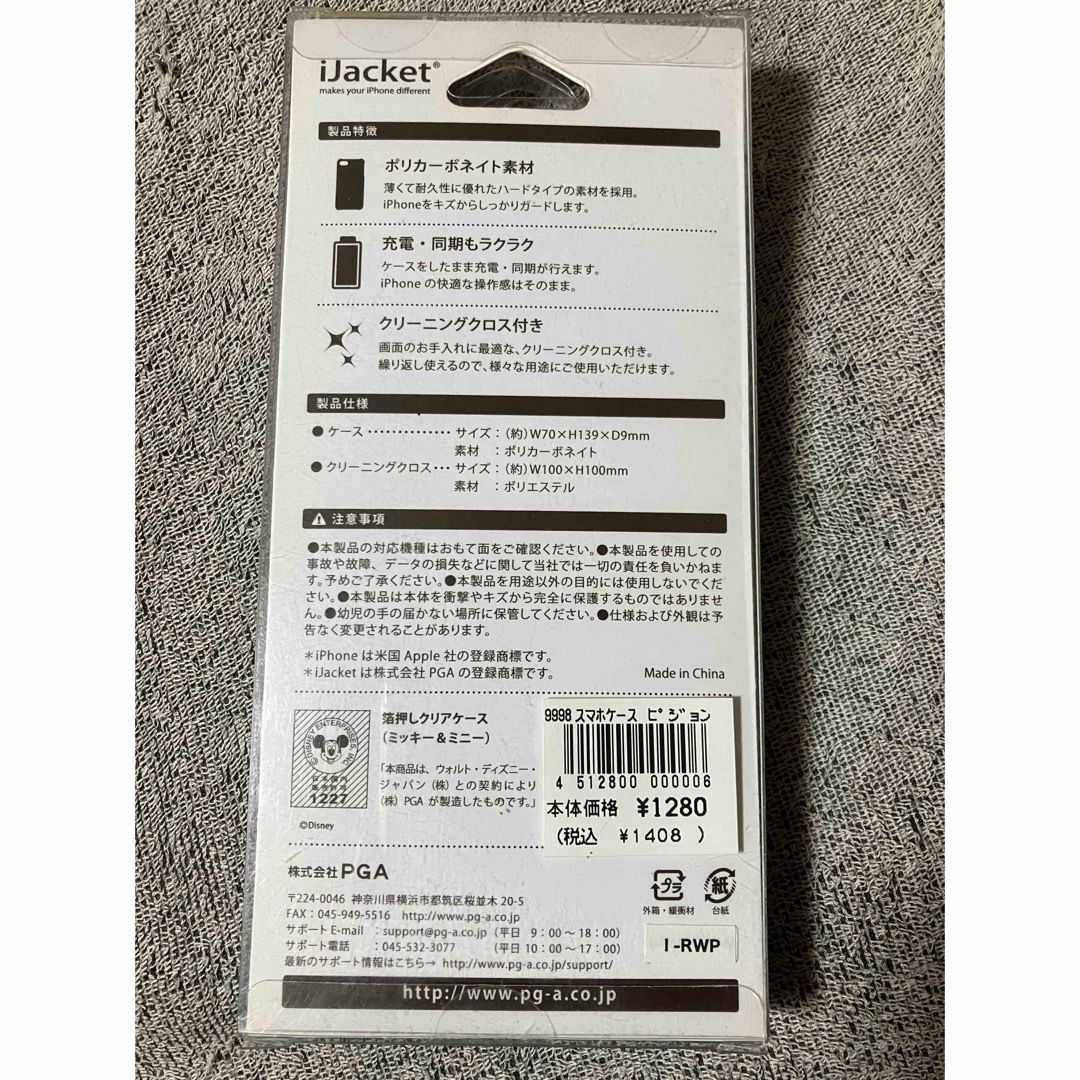 iJacket®
makes your iPhone different
製品特徴
ポリカーボネイト素材
薄くて耐久性に優れたハードタイプの素材を採用。
iPhoneをキズからしっかりガードします。
充電・同期もラクラク
ケースをしたまま充電・同期が行えます。
iPhone の快適な操作感はそのまま。
クリーニングクロス付き
画面のお手入れに最適な、クリーニングクロス付き。
繰り返し使えるので、様々な用途にご使用いただけます。
製品仕様
●ケース・・・・・・・・・・・・・・サイズ：（約）W70×H139×D9mm
素材　：ポリカーボネイト
●クリーニングクロス・・・サイズ：（約）W100×H100mm
素材　：ポリエステル
注意事項
●本製品の対応機種はおもて面をご確認ください。●本製品を使用しての
事故や故障、データの損失などに関して当社では一切の責任を負いかねま
す。予めご了承ください。●本製品を用途以外の目的には使用しないでくだ
さい。●本製品は本体を衝撃やキズから完全に保護するものではありませ
ん。●幼児の手の届かない場所に保管してください。●仕様および外観は予
告なく変更されることがあります。
＊iPhone は米国 Apple 社の登録商標です。
＊iJacket は株式会社 PGA の登録商標です。
Made in China
©DISNEY ENTERPRISES, INC.
日本国内
販売許可
1227
©Disney
箔押しクリアケース
（ミッキー＆ミニー）
「本商品は、ウォルト・ディズニー・
ジャパン（株）との契約により
（株）PGA が製造したものです。」
9998 スマホケース ピジョン
4 512800 000006
本体価格 ¥1280
(税込 ¥1408 )
株式会社PGA
〒224-0046 神奈川県横浜市都筑区桜並木 20-5
FAX：045-949-5516 http://www.pg-a.co.jp
サポート E-mail ：support@pg-a.co.jp（平日 9：00～18：00）
サポート電話 ：045-532-3077 （平日 10：00～17：00）
最新のサポート情報はこちら→ http://www.pg-a.co.jp/support/
プラ
外箱・緩衝材
紙
台紙
I-RWP
http://www.pg-a.co.jp